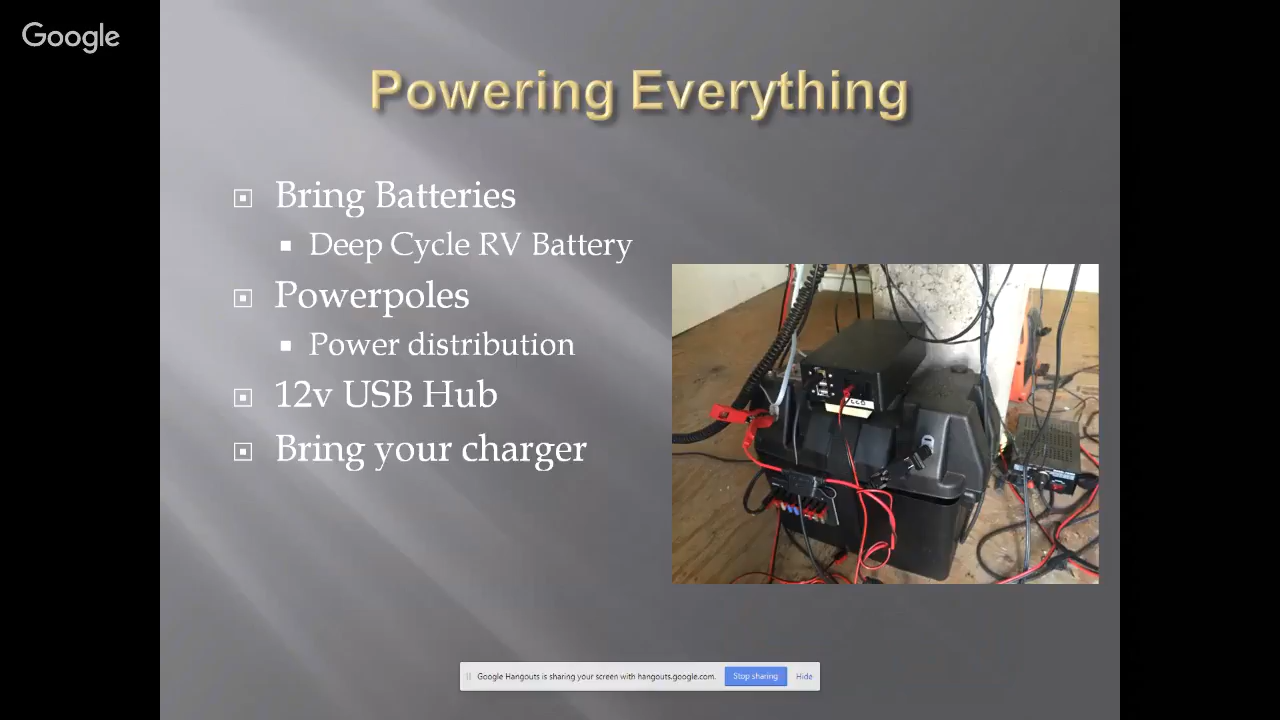 Google
Powering Everything
Bring Batteries
Deep Cycle RV Battery
Powerpoles
Power distribution
12v USB Hub
Bring your charger
Google Hangouts is sharing your screen with hangouts.google.com.
Stop sharing
Hide